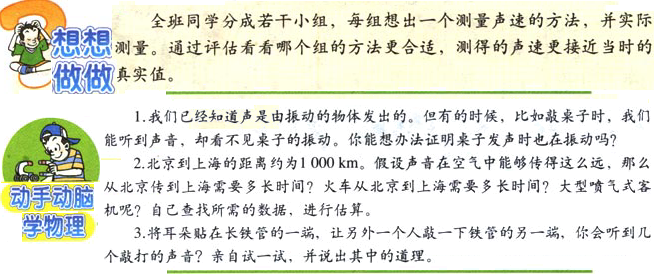 想想
做做
全班同学分成若干小组，每组想出一个测量声速的方法，并实际
测量。通过评估看看哪个组的方法更合适，测得的声速更接近当时的
真实值。
动手动脑
学物理
1.我们已经知道声是由振动的物体发出的。但有的时候，比如敲桌子时，我们
能听到声音，却看不见桌子的振动。你能想办法证明桌子发声时也在振动吗？
2.北京到上海的距离约为1 000 km。假设声音在空气中能够传得这么远，那么
从北京传到上海需要多长时间？火车从北京到上海需要多长时间？大型喷气式客
机呢？自己查找所需的数据，进行估算。
3.将耳朵贴在长铁管的一端，让另外一个人敲一下铁管的另一端，你会听到几
个敲打的声音？亲自试一试，并说出其中的道理。